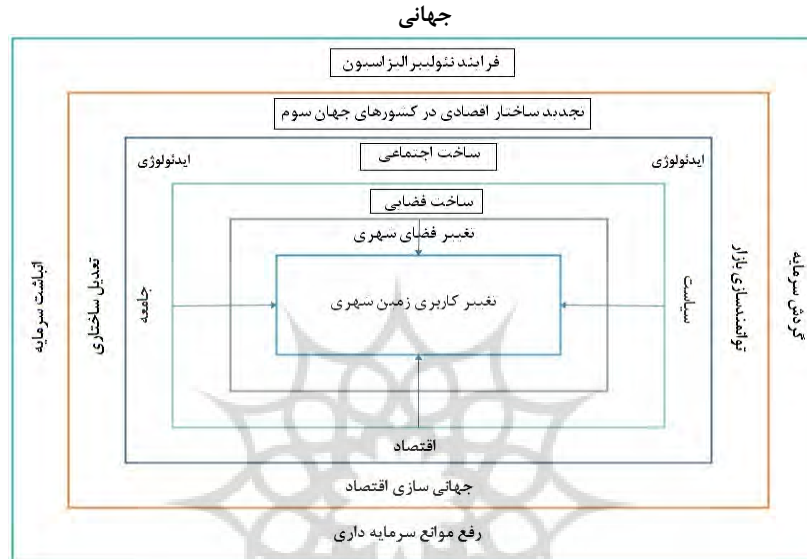 جهانی
فرایند نئولیبرالیزاسیون
تجدید ساختار اقصادی در کشورهای جهان سوم
ساخت اجتماعی
ایدئولوژی
ایدئولوژی
ساخت فضایی
تغییر فضای شهری
تغییر کاربری زمین شهری
گردش سرمایه
توانمندسازی بازار
سیاست
جامعه
تعدیل ساختاری
انباشت سرمایه
اقتصاد
جهانی سازی اقتصاد
رفع موانع سرمایه داری